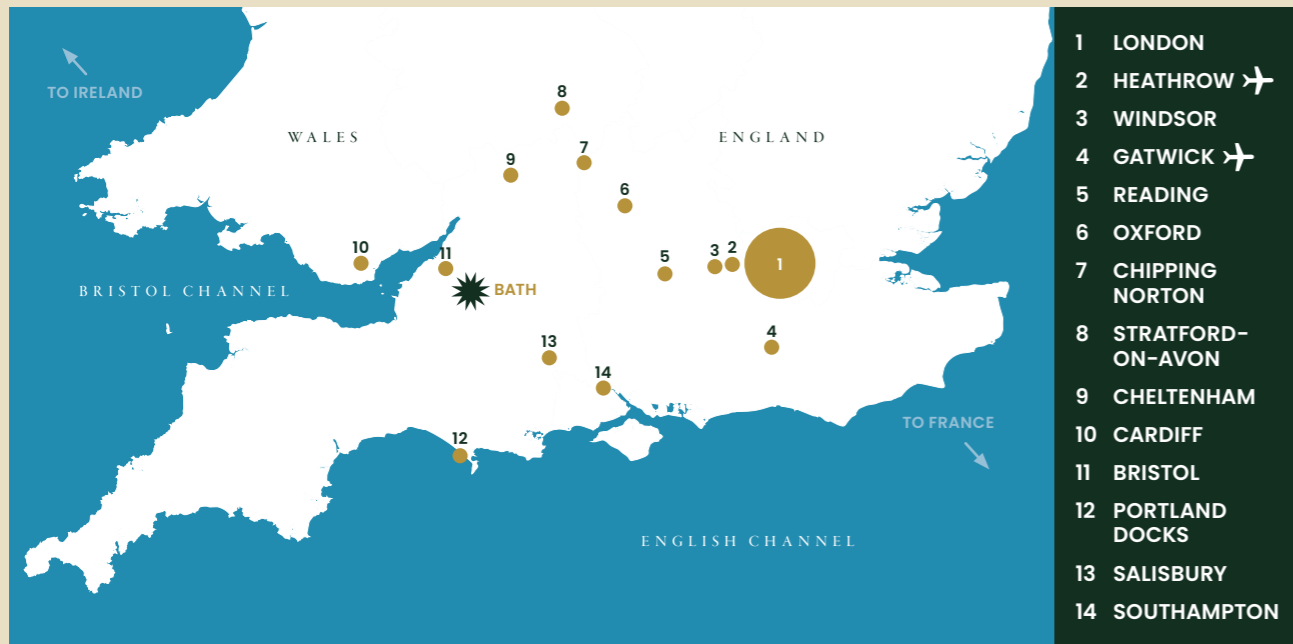 TO IRELAND
WALES
ENGLAND
8
7
9
6
10
11
5
3
2
1
BRISTOL CHANNEL
BATH
4
13
14
12
TO FRANCE
ENGLISH CHANNEL
1 LONDON
2 HEATHROW
3 WINDSOR
4 GATWICK
5 READING
6 OXFORD
7 CHIPPING
NORTON
8 STRATFORD-
ON-AVON
9 CHELTENHAM
10 CARDIFF
11 BRISTOL
12 PORTLAND
DOCKS
13 SALISBURY
14 SOUTHAMPTON